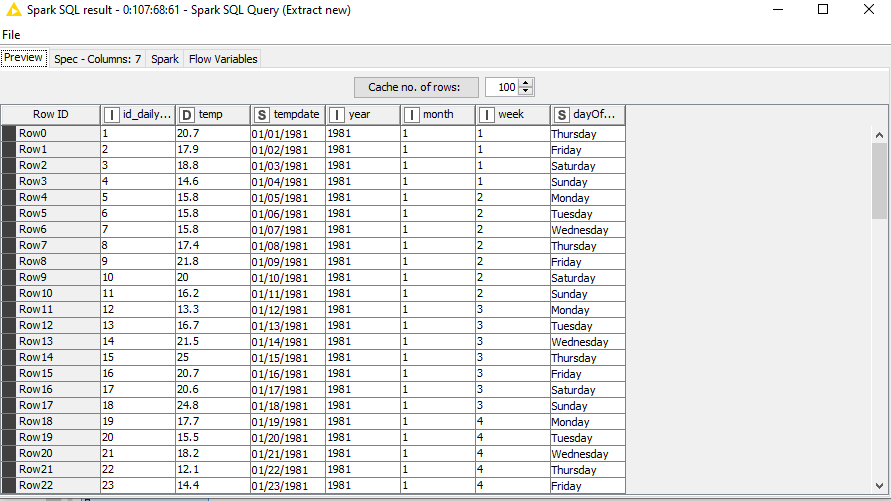 Spark SQL result - 0:107:68:61 - Spark SQL Query (Extract new)
File
Preview Spec - Columns: 7 Spark Flow Variables
Cache no. of rows: 100
Row ID I id_daily... D temp S tempdate I year I month I week S dayOf...
Row0 1 20.7 01/01/1981 1981 1 1 Thursday
Row1 2 17.9 01/02/1981 1981 1 1 Friday
Row2 3 18.8 01/03/1981 1981 1 1 Saturday
Row3 4 14.6 01/04/1981 1981 1 1 Sunday
Row4 5 15.8 01/05/1981 1981 1 2 Monday
Row5 6 15.8 01/06/1981 1981 1 2 Tuesday
Row6 7 15.8 01/07/1981 1981 1 2 Wednesday
Row7 8 17.4 01/08/1981 1981 1 2 Thursday
Row8 9 21.8 01/09/1981 1981 1 2 Friday
Row9 10 20 01/10/1981 1981 1 2 Saturday
Row10 11 16.2 01/11/1981 1981 1 2 Sunday
Row11 12 13.3 01/12/1981 1981 1 3 Monday
Row12 13 16.7 01/13/1981 1981 1 3 Tuesday
Row13 14 21.5 01/14/1981 1981 1 3 Wednesday
Row14 15 25 01/15/1981 1981 1 3 Thursday
Row15 16 20.7 01/16/1981 1981 1 3 Friday
Row16 17 20.6 01/17/1981 1981 1 3 Saturday
Row17 18 24.8 01/18/1981 1981 1 3 Sunday
Row18 19 17.7 01/19/1981 1981 1 4 Monday
Row19 20 15.5 01/20/1981 1981 1 4 Tuesday
Row20 21 18.2 01/21/1981 1981 1 4 Wednesday
Row21 22 12.1 01/22/1981 1981 1 4 Thursday
Row22 23 14.4 01/23/1981 1981 1 4 Friday